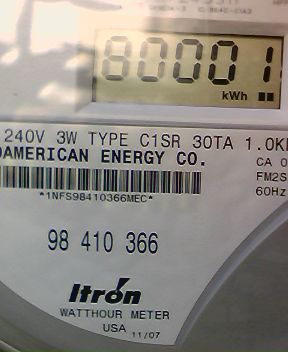 80001
kWh
240V 3W TYPE C1SR 30TA 1.0K
AMERICAN ENERGY CO.
CA 0
FM2S
60Hz
*1NFS98410366MEC*
98 410 366
Itrón
WATTHOUR METER
USA 11/07